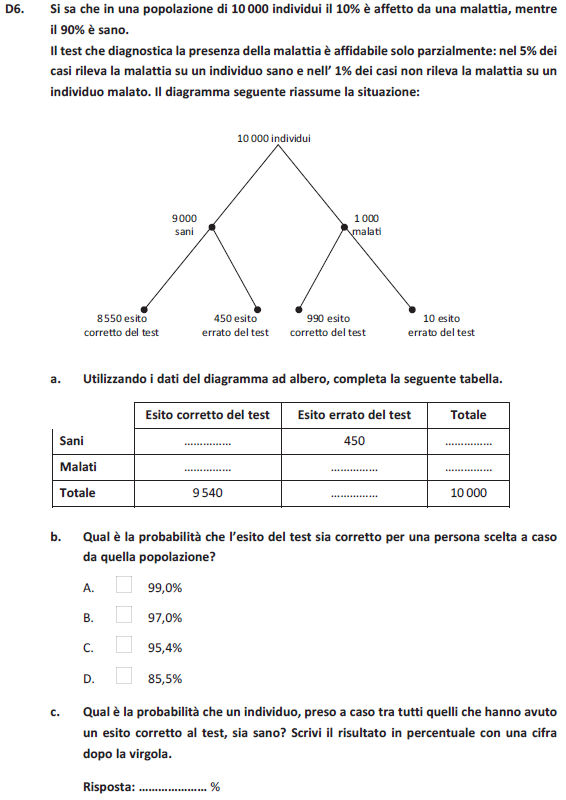 D6. Si sa che in una popolazione di 10 000 individui il 10% è affetto da una malattia, mentre
il 90% è sano.
Il test che diagnostica la presenza della malattia è affidabile solo parzialmente: nel 5% dei
casi rileva la malattia su un individuo sano e nell’ 1% dei casi non rileva la malattia su un
individuo malato. Il diagramma seguente riassume la situazione:
10 000 individui
9 000 1 000
sani malati
8 550 esito 450 esito 990 esito 10 esito
corretto del test errato del test corretto del test errato del test
a. Utilizzando i dati del diagramma ad albero, completa la seguente tabella.
Esito corretto del test Esito errato del test Totale
Sani ............... 450 ...............
Malati ............... ............... ...............
Totale 9 540 ............... 10 000
b. Qual è la probabilità che l’esito del test sia corretto per una persona scelta a caso
da quella popolazione?
A. 99,0%
B. 97,0%
C. 95,4%
D. 85,5%
c. Qual è la probabilità che un individuo, preso a caso tra tutti quelli che hanno avuto
un esito corretto al test, sia sano? Scrivi il risultato in percentuale con una cifra
dopo la virgola.
Risposta: ..................... %